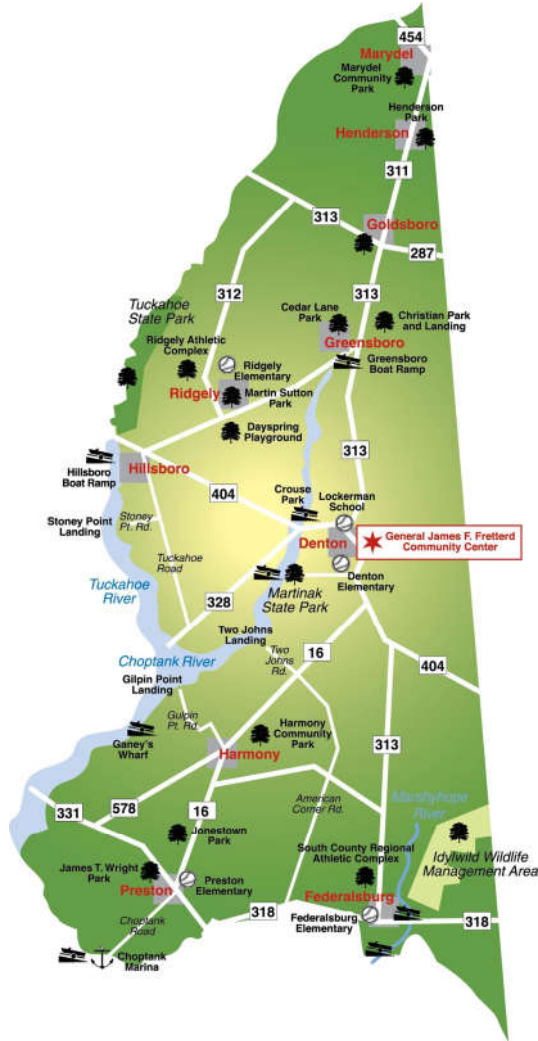 454
Marydel
Marydel
Community
Park
Henderson
Park
Henderson
311
313
Goldsboro
287
312
313
Tuckahoe
State Park
Cedar Lane
Park
Christian Park
and Landing
Ridgely Athletic
Complex
Greensboro
Ridgely
Elementary
Greensboro
Boat Ramp
Ridgely
Martin Sutton
Park
Dayspring
Playground
313
Hillsboro
Hillsboro
Boat Ramp
404
Crouse
Park
Lockerman
School
Stoney Point
Landing
Stoney
Pt. Rd.
Denton
General James F. Fretterd
Community Center
Tuckahoe
Road
Denton
Elementary
Tuckahoe
River
Martinak
State Park
328
Two Johns
Landing
16
Two
Johns
Rd.
404
Choptank River
Gilpin Point
Landing
Gulpin
Pt. Rd.
Harmony
Community
Park
Ganey's
Wharf
313
Harmony
American
Corner Rd.
Marshyhope
River
331
578
16
Jonestown
Park
South County Regional
Athletic Complex
Idylwild Wildlife
Management Area
James T. Wright
Park
Preston
Preston
Elementary
Federalsburg
318
Federalsburg
Elementary
318
Choptank
Road
Choptank
Marina